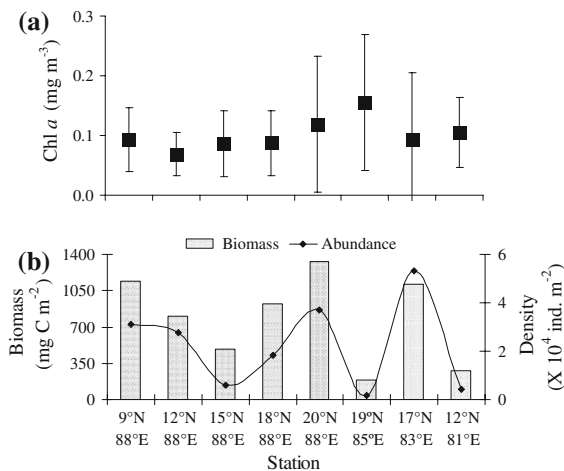 (a)
Chl a (mg m-3)
0.3
0.2
0.1
0.0
Biomass
Abundance
(b)
Biomass
(mg C m-2)
1400
1050
700
350
0
6
4
2
0
Density
(X 10^4 ind. m-2)
9°N 12°N 15°N 18°N 20°N 19ºN 17°N 12°N
88°E 88°E 88°E 88°E 88°E 85ºE 83°E 81°E
Station